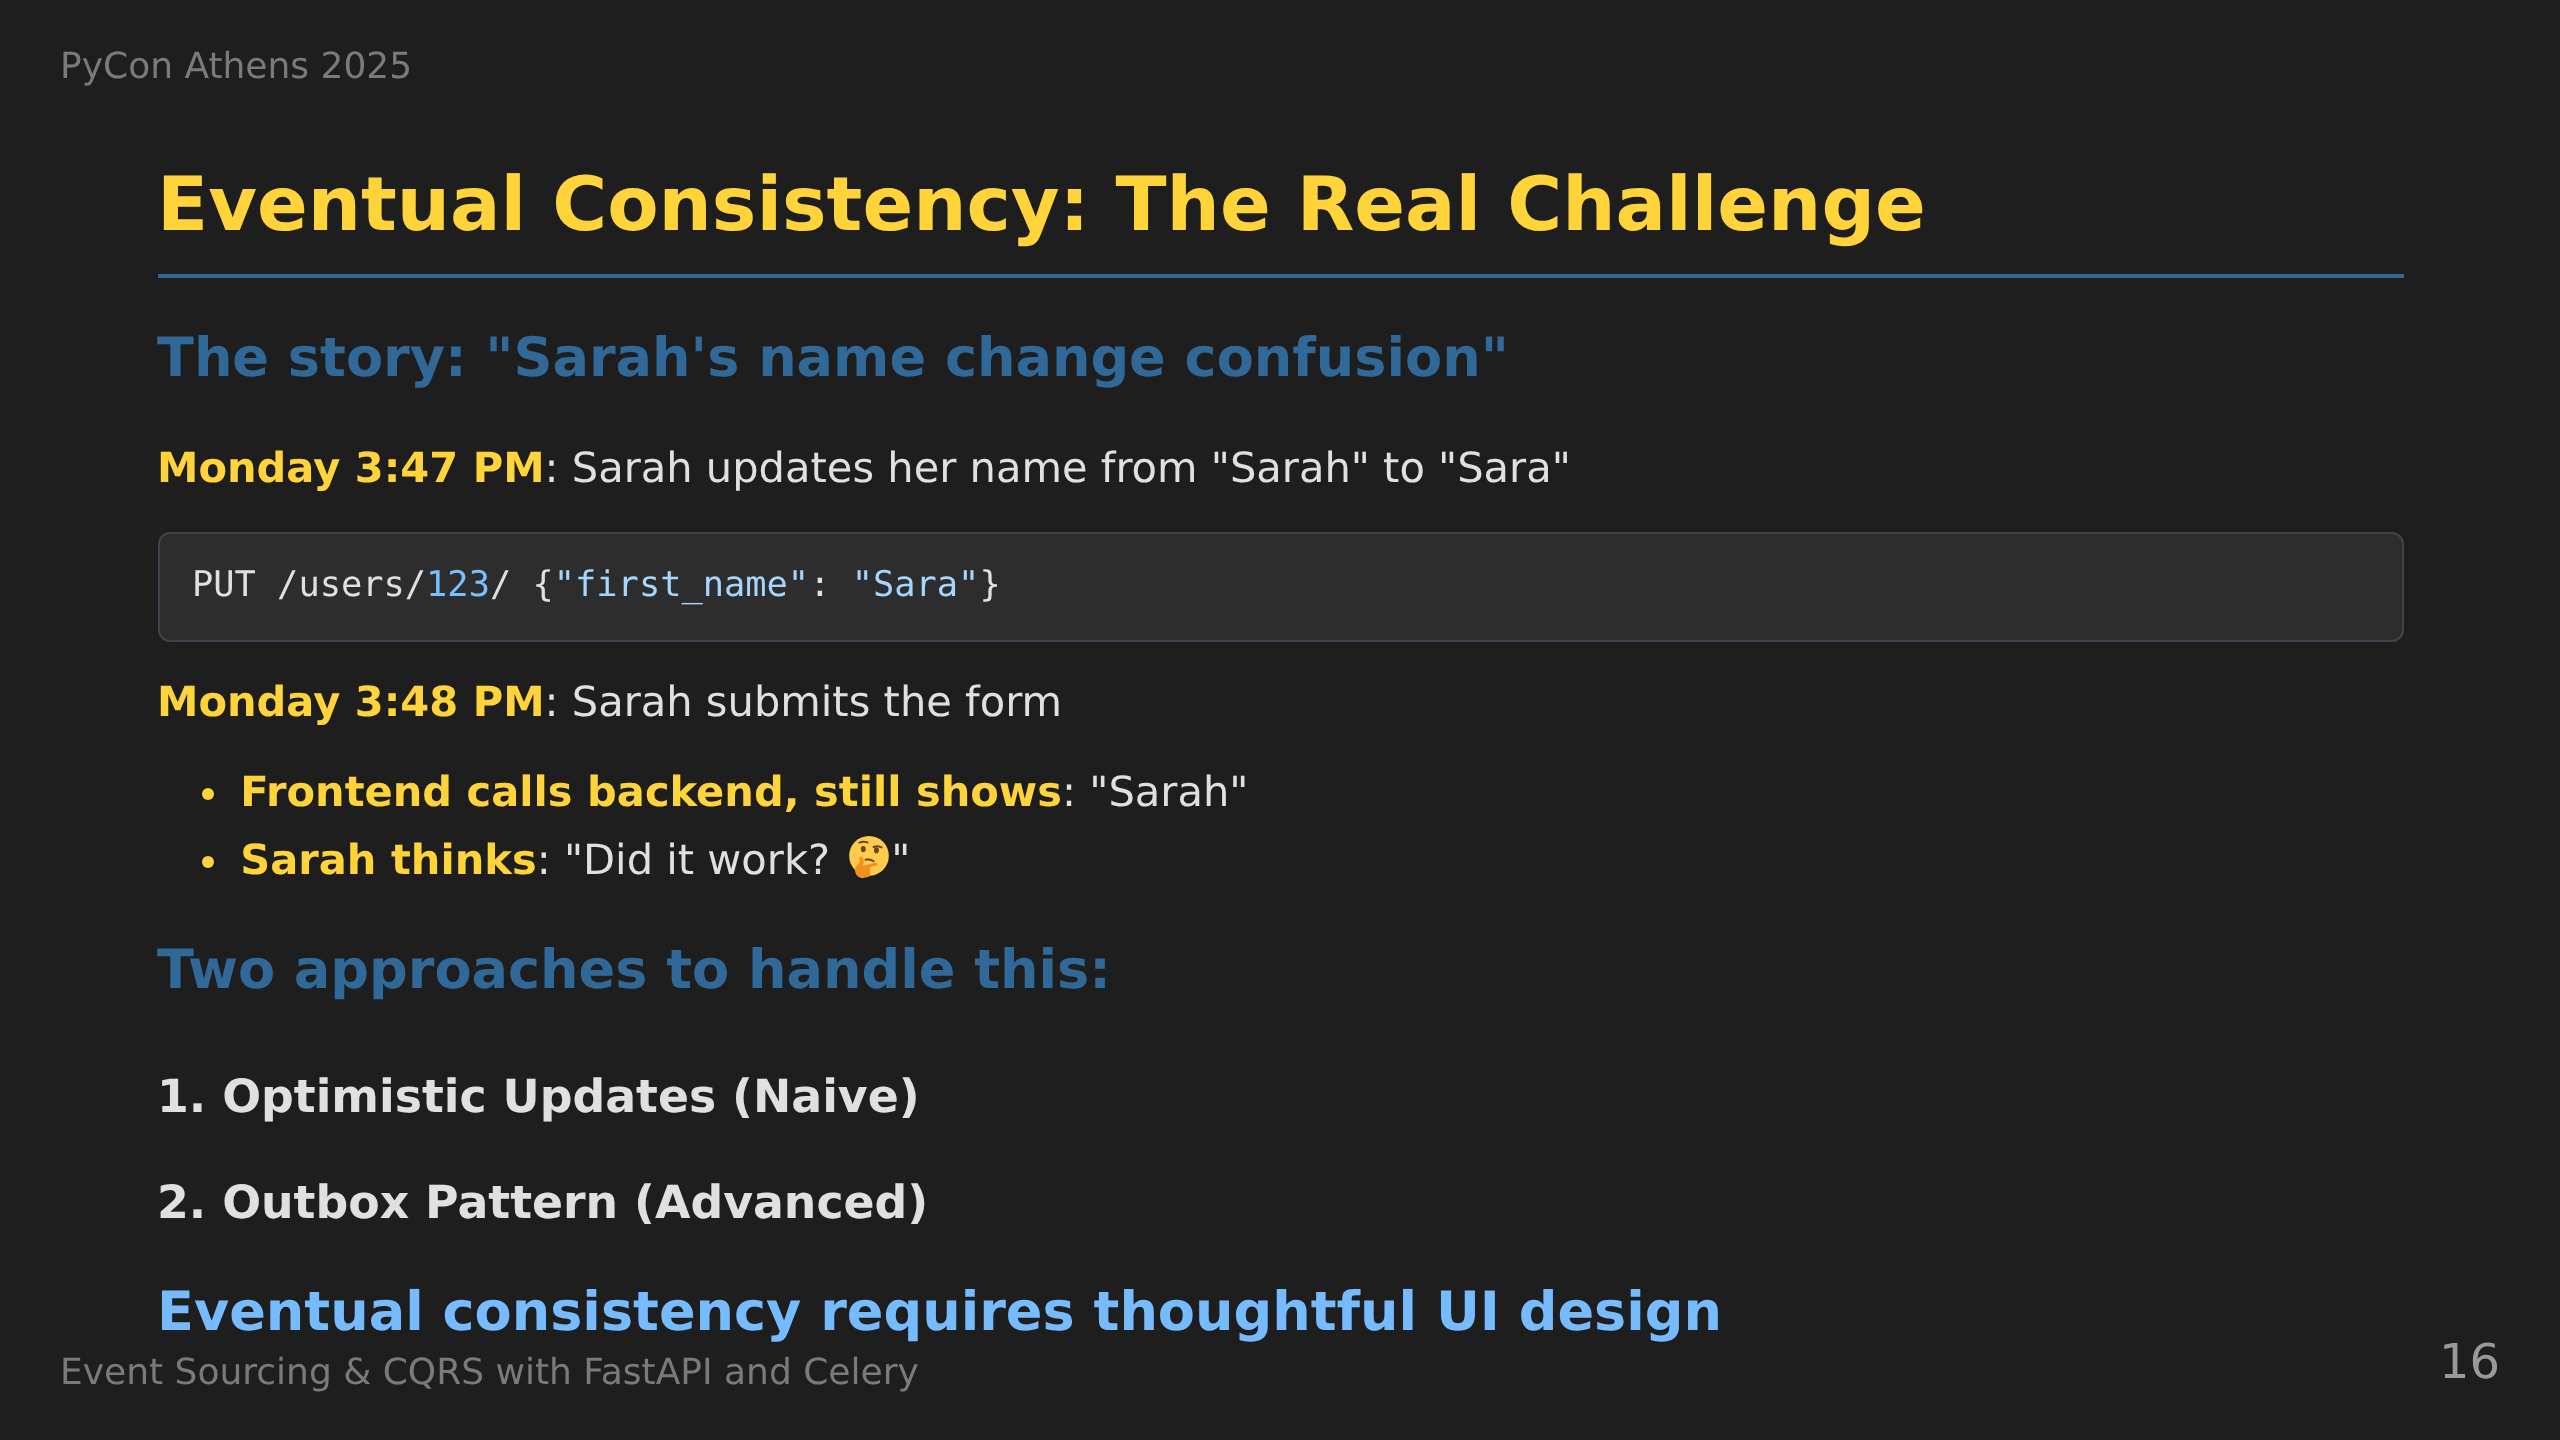 PyCon Athens 2025
Eventual Consistency: The Real Challenge
The story: "Sarah's name change confusion"
Monday 3:47 PM: Sarah updates her name from "Sarah" to "Sara"
PUT /users/123/ {"first_name": "Sara"}
Monday 3:48 PM: Sarah submits the form
• Frontend calls backend, still shows: "Sarah"
• Sarah thinks: "Did it work? 🤔"
Two approaches to handle this:
1. Optimistic Updates (Naive)
2. Outbox Pattern (Advanced)
Eventual consistency requires thoughtful UI design
Event Sourcing & CQRS with FastAPI and Celery
16